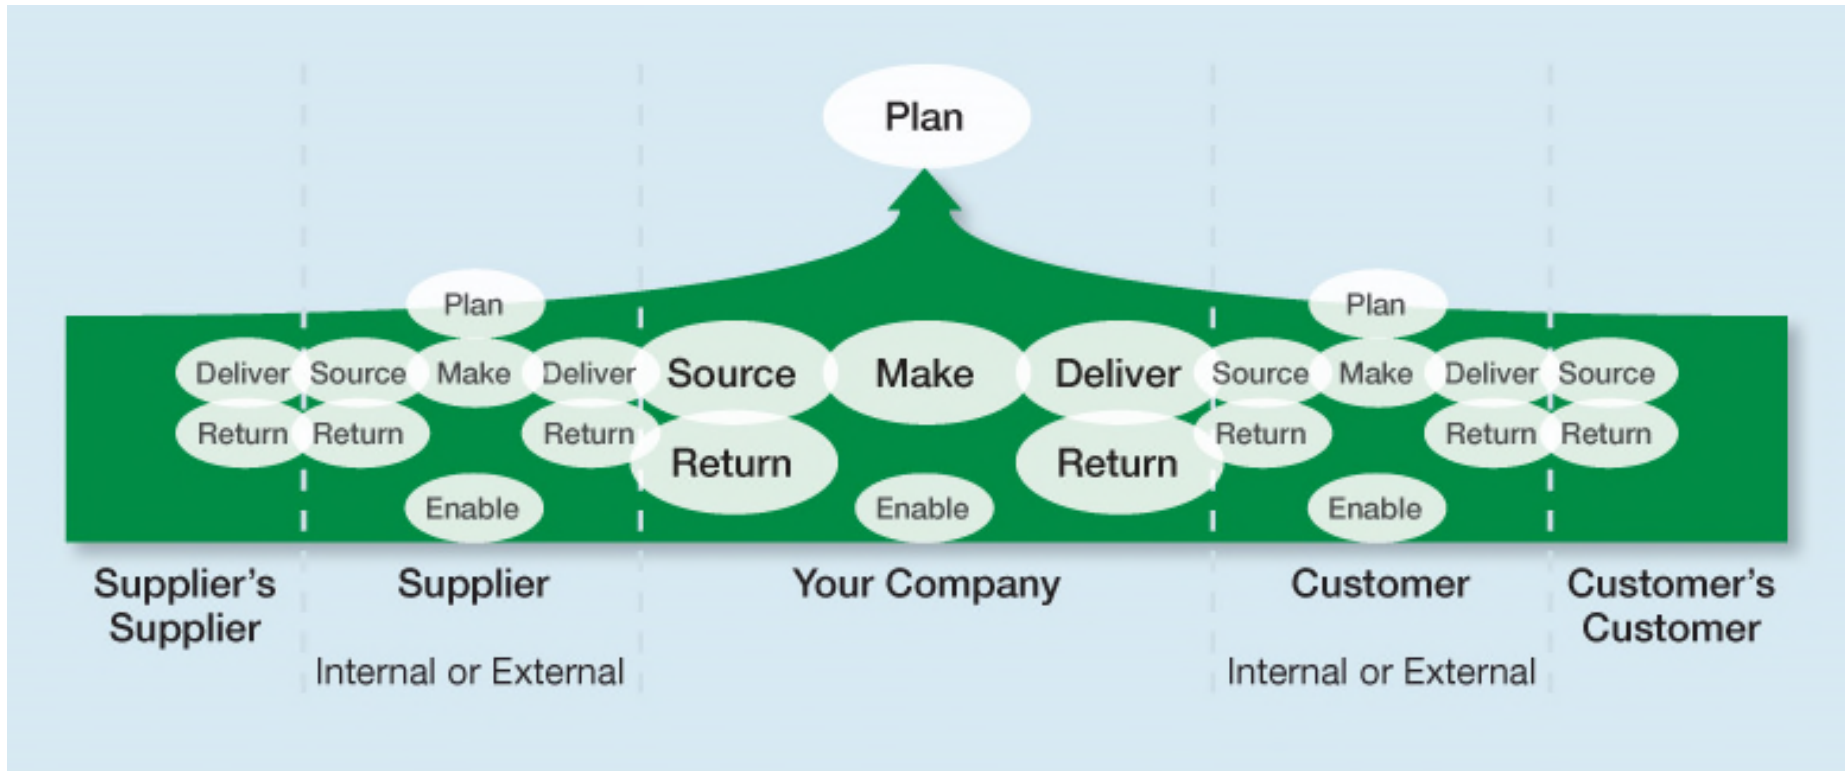 Plan
Plan
Plan
Deliver Source Make Deliver Source Make Deliver Source Make Deliver Source
Return Return Return Return Return Return Return Return
Enable Enable Enable
Supplier's Supplier Your Company Customer Customer's
Supplier Customer
Internal or External Internal or External